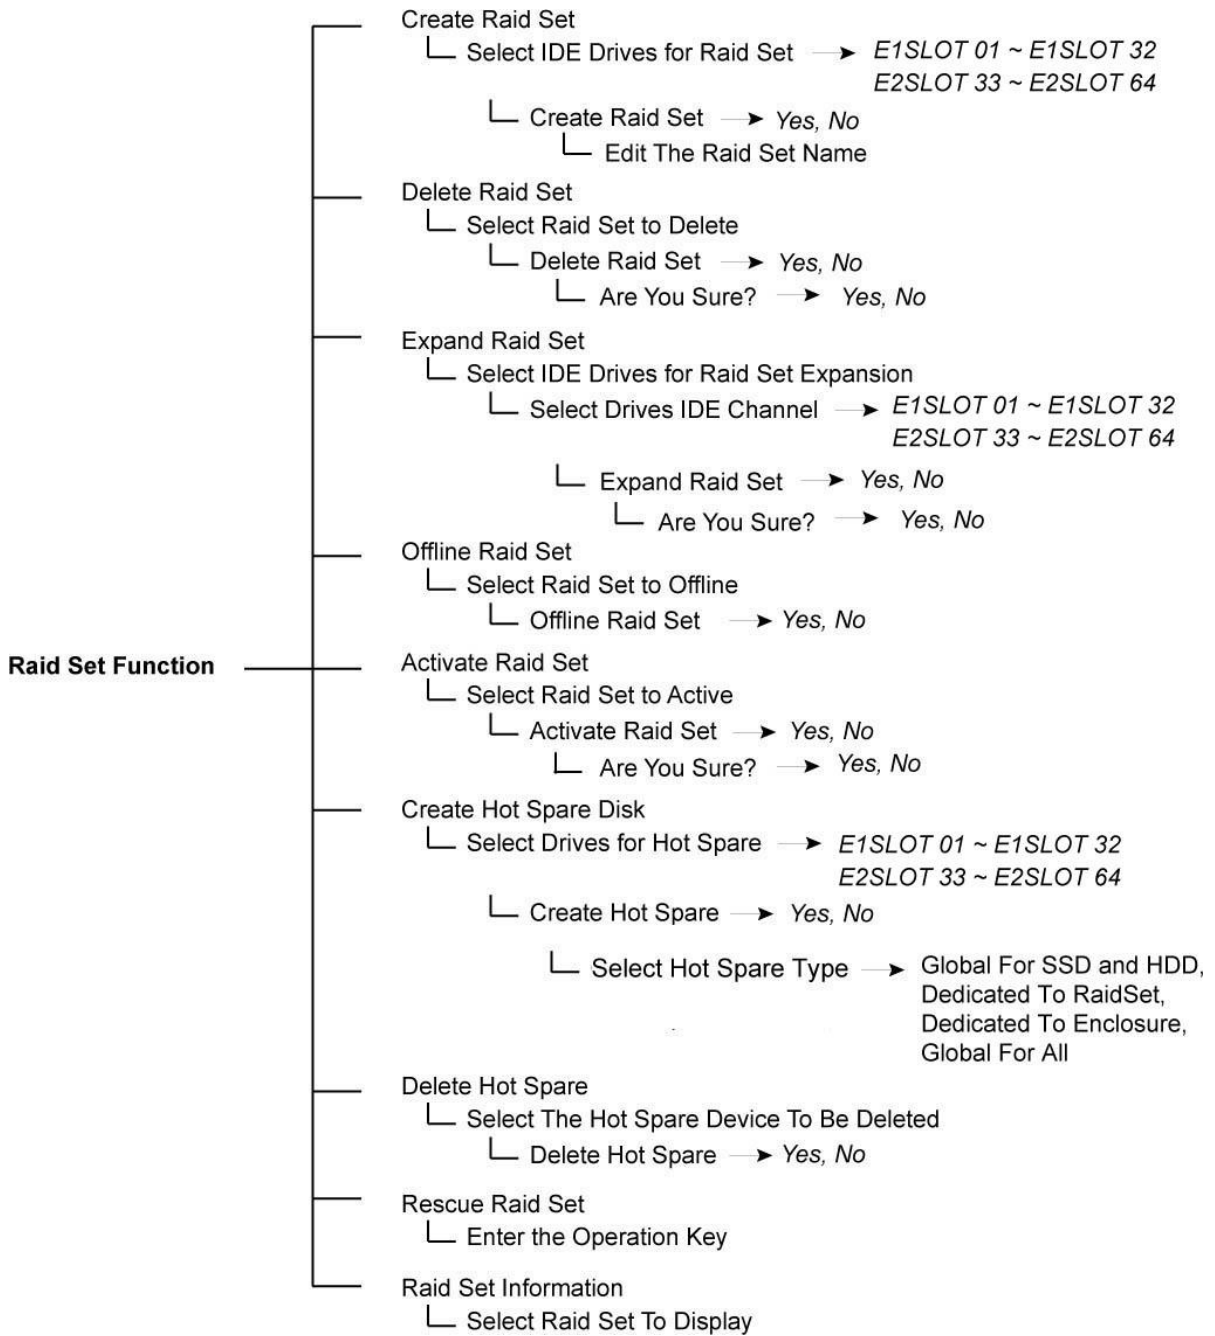 Create Raid Set
Select IDE Drives for Raid Set E1SLOT 01 ~ E1SLOT 32
E2SLOT 33 ~ E2SLOT 64
Create Raid Set Yes, No
Edit The Raid Set Name
Delete Raid Set
Select Raid Set to Delete
Delete Raid Set Yes, No
Are You Sure? Yes, No
Expand Raid Set
Select IDE Drives for Raid Set Expansion
Select Drives IDE Channel E1SLOT 01 ~ E1SLOT 32
E2SLOT 33 ~ E2SLOT 64
Expand Raid Set Yes, No
Are You Sure? Yes, No
Offline Raid Set
Select Raid Set to Offline
Offline Raid Set Yes, No
Raid Set Function Activate Raid Set
Select Raid Set to Active
Activate Raid Set Yes, No
Are You Sure? Yes, No
Create Hot Spare Disk
Select Drives for Hot Spare E1SLOT 01 ~ E1SLOT 32
E2SLOT 33 ~ E2SLOT 64
Create Hot Spare Yes, No
Select Hot Spare Type Global For SSD and HDD,
Dedicated To RaidSet,
Dedicated To Enclosure,
Global For All
Delete Hot Spare
Select The Hot Spare Device To Be Deleted
Delete Hot Spare Yes, No
Rescue Raid Set
Enter the Operation Key
Raid Set Information
Select Raid Set To Display